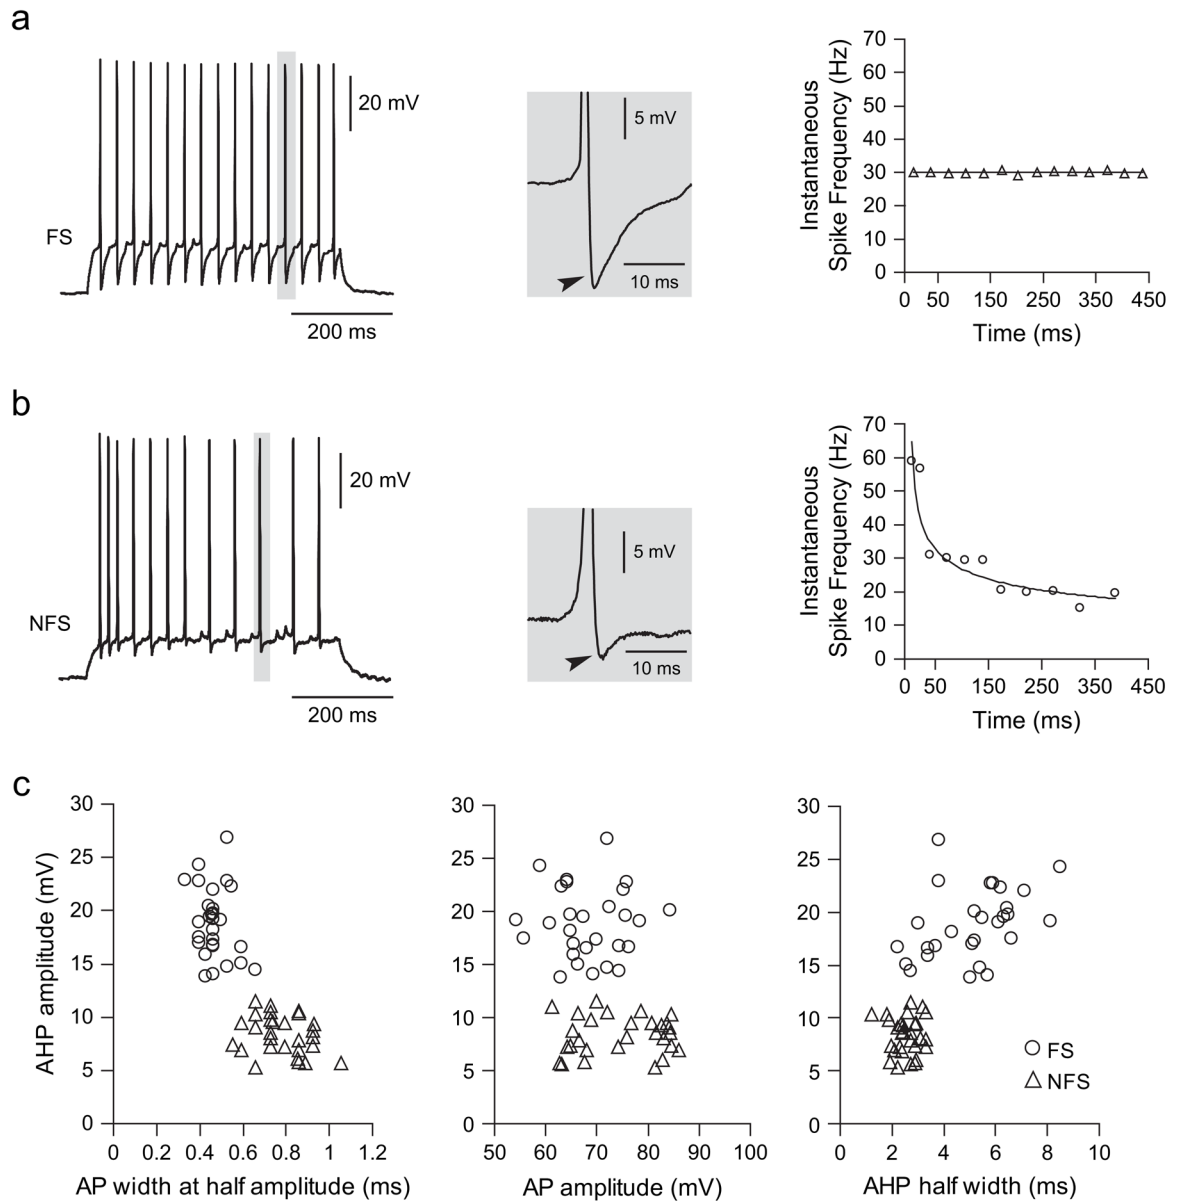 a
FS
20 mV
200 ms
5 mV
10 ms
Instantaneous
Spike Frequency (Hz)
70
60
50
40
30
20
10
0
0 50 150 250 350 450
Time (ms)
b
NFS
20 mV
200 ms
5 mV
10 ms
Instantaneous
Spike Frequency (Hz)
70
60
50
40
30
20
10
0
0 50 150 250 350 450
Time (ms)
c
AHP amplitude (mV)
30
25
20
15
10
5
0
0 0.2 0.4 0.6 0.8 1 1.2
AP width at half amplitude (ms)
30
25
20
15
10
5
0
50 60 70 80 90 100
AP amplitude (mV)
30
25
20
15
10
5
0
0 2 4 6 8 10
AHP half width (ms)
FS
NFS